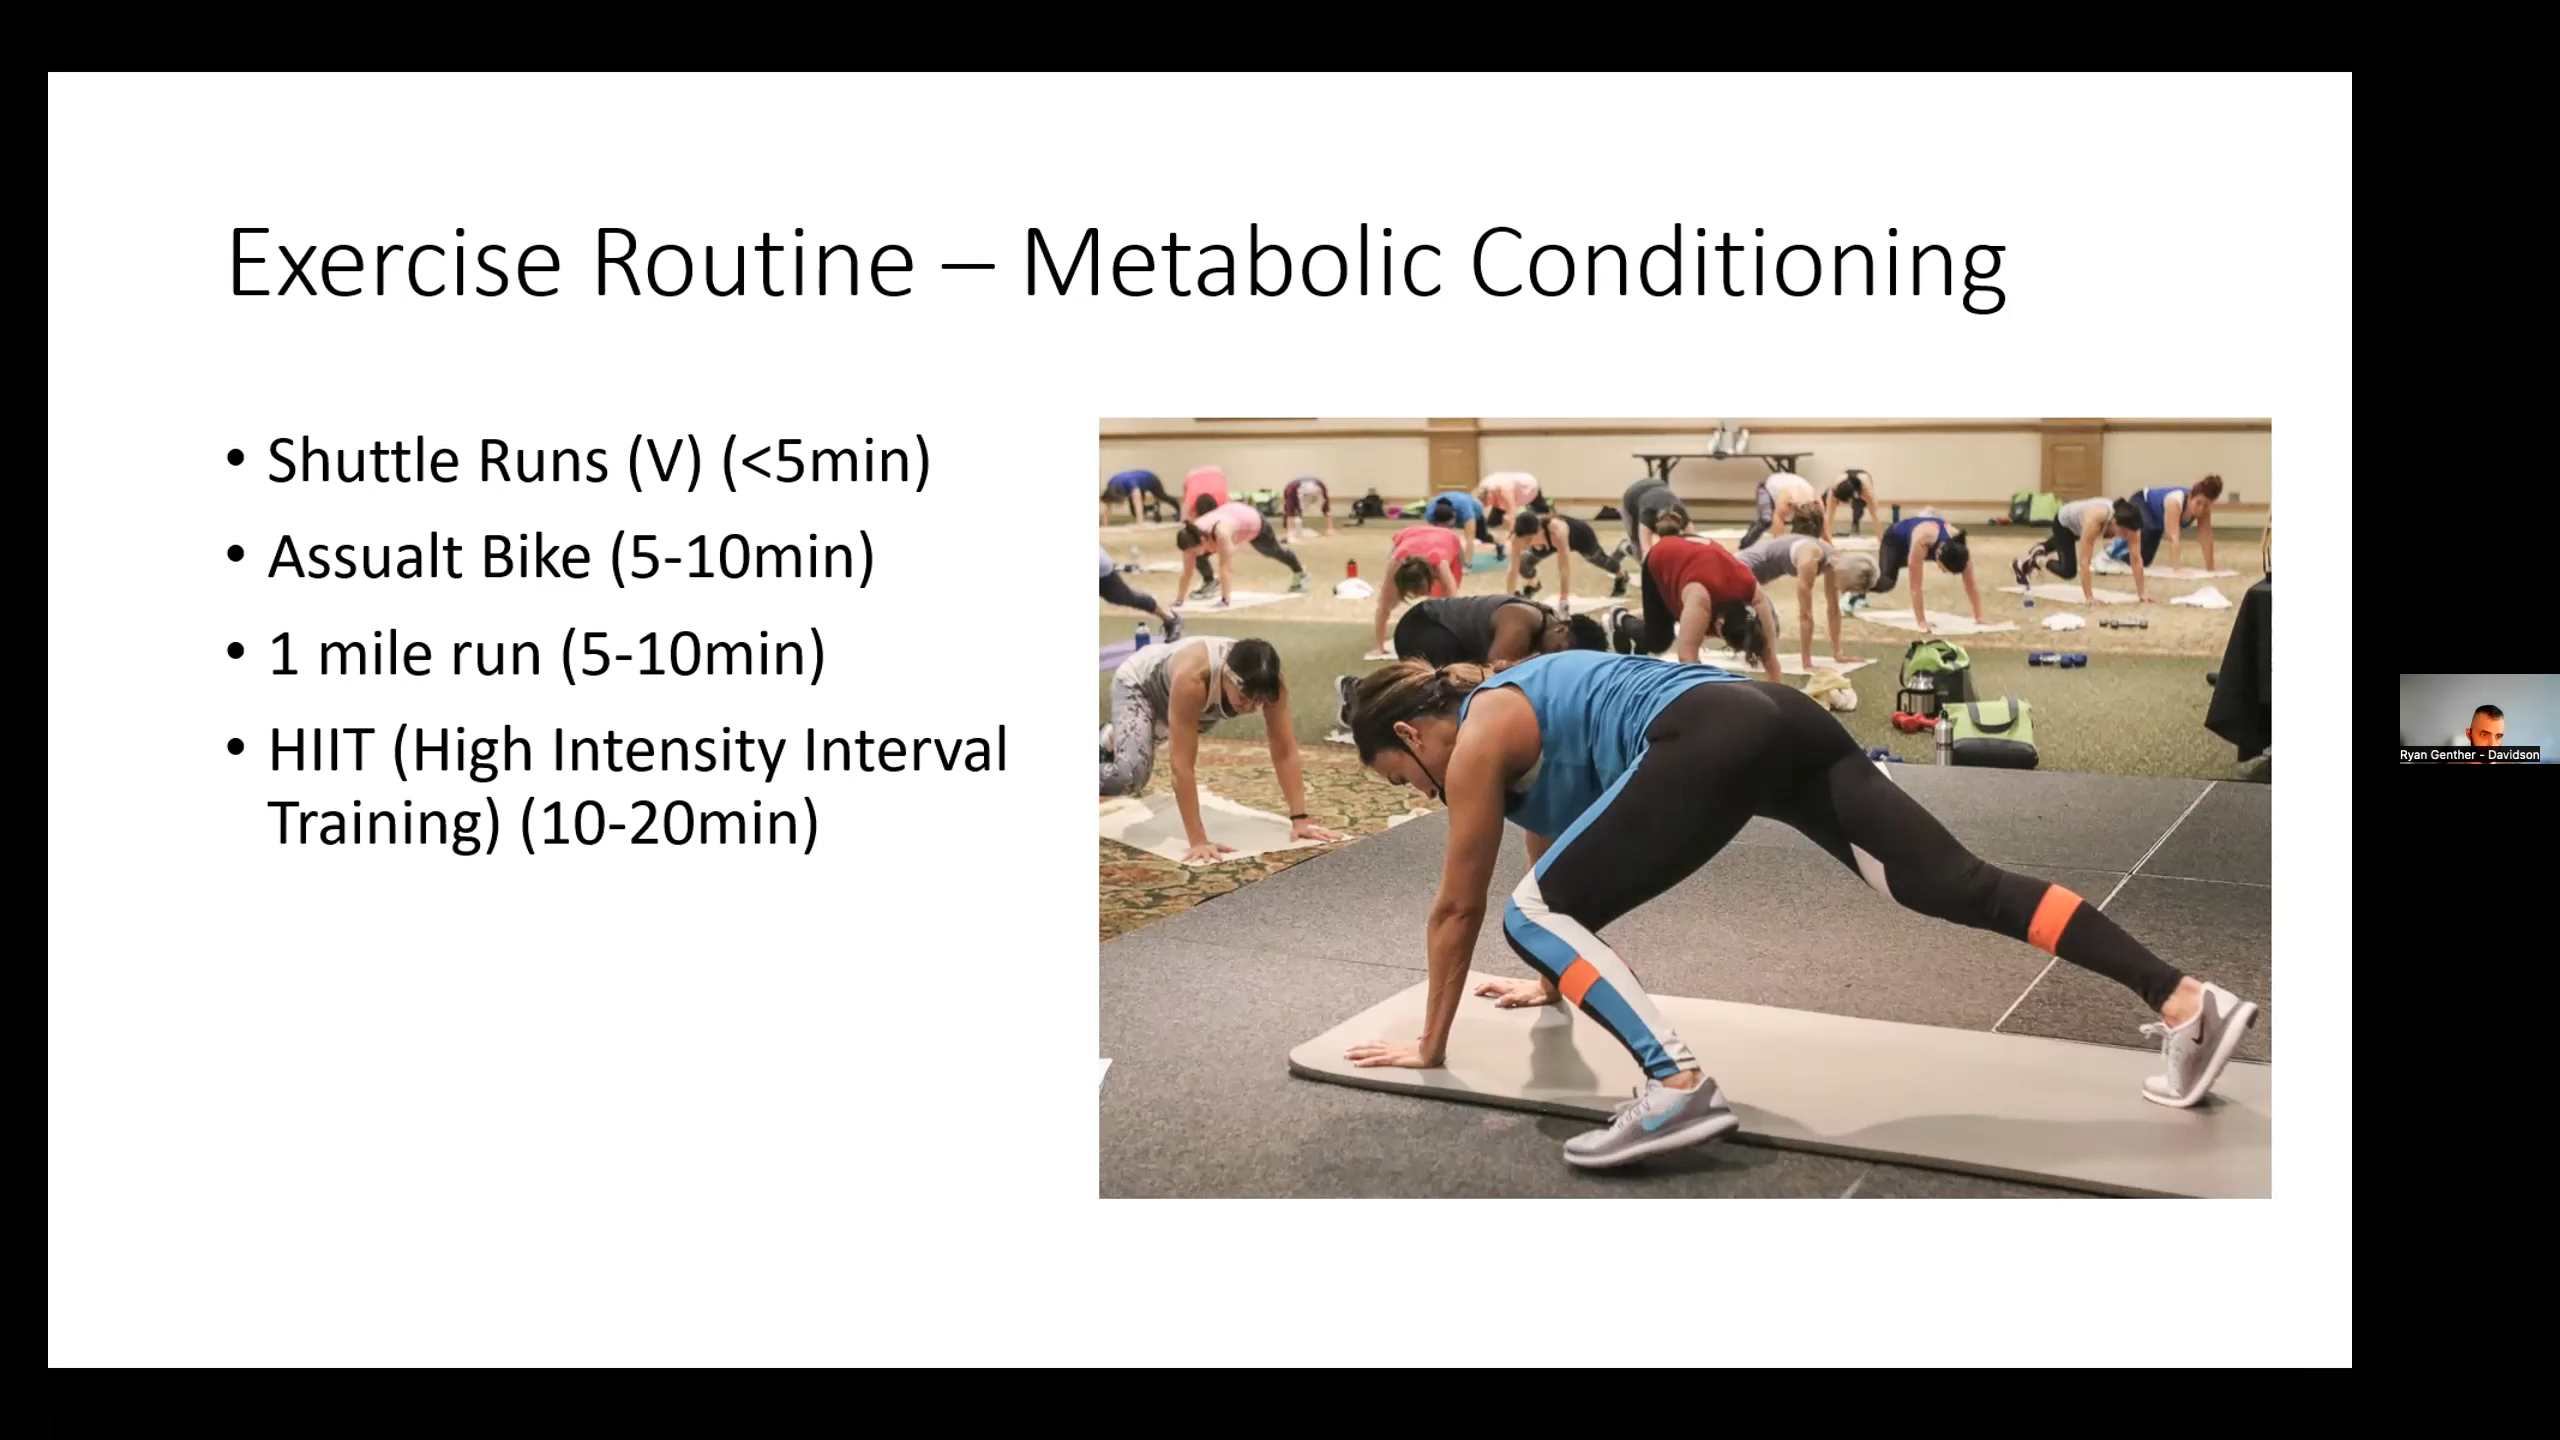 Exercise Routine – Metabolic Conditioning
• Shuttle Runs (V) (<5min)
• Assualt Bike (5-10min)
• 1 mile run (5-10min)
• HIIT (High Intensity Interval
Training) (10-20min)
Ryan Genther - Davidson